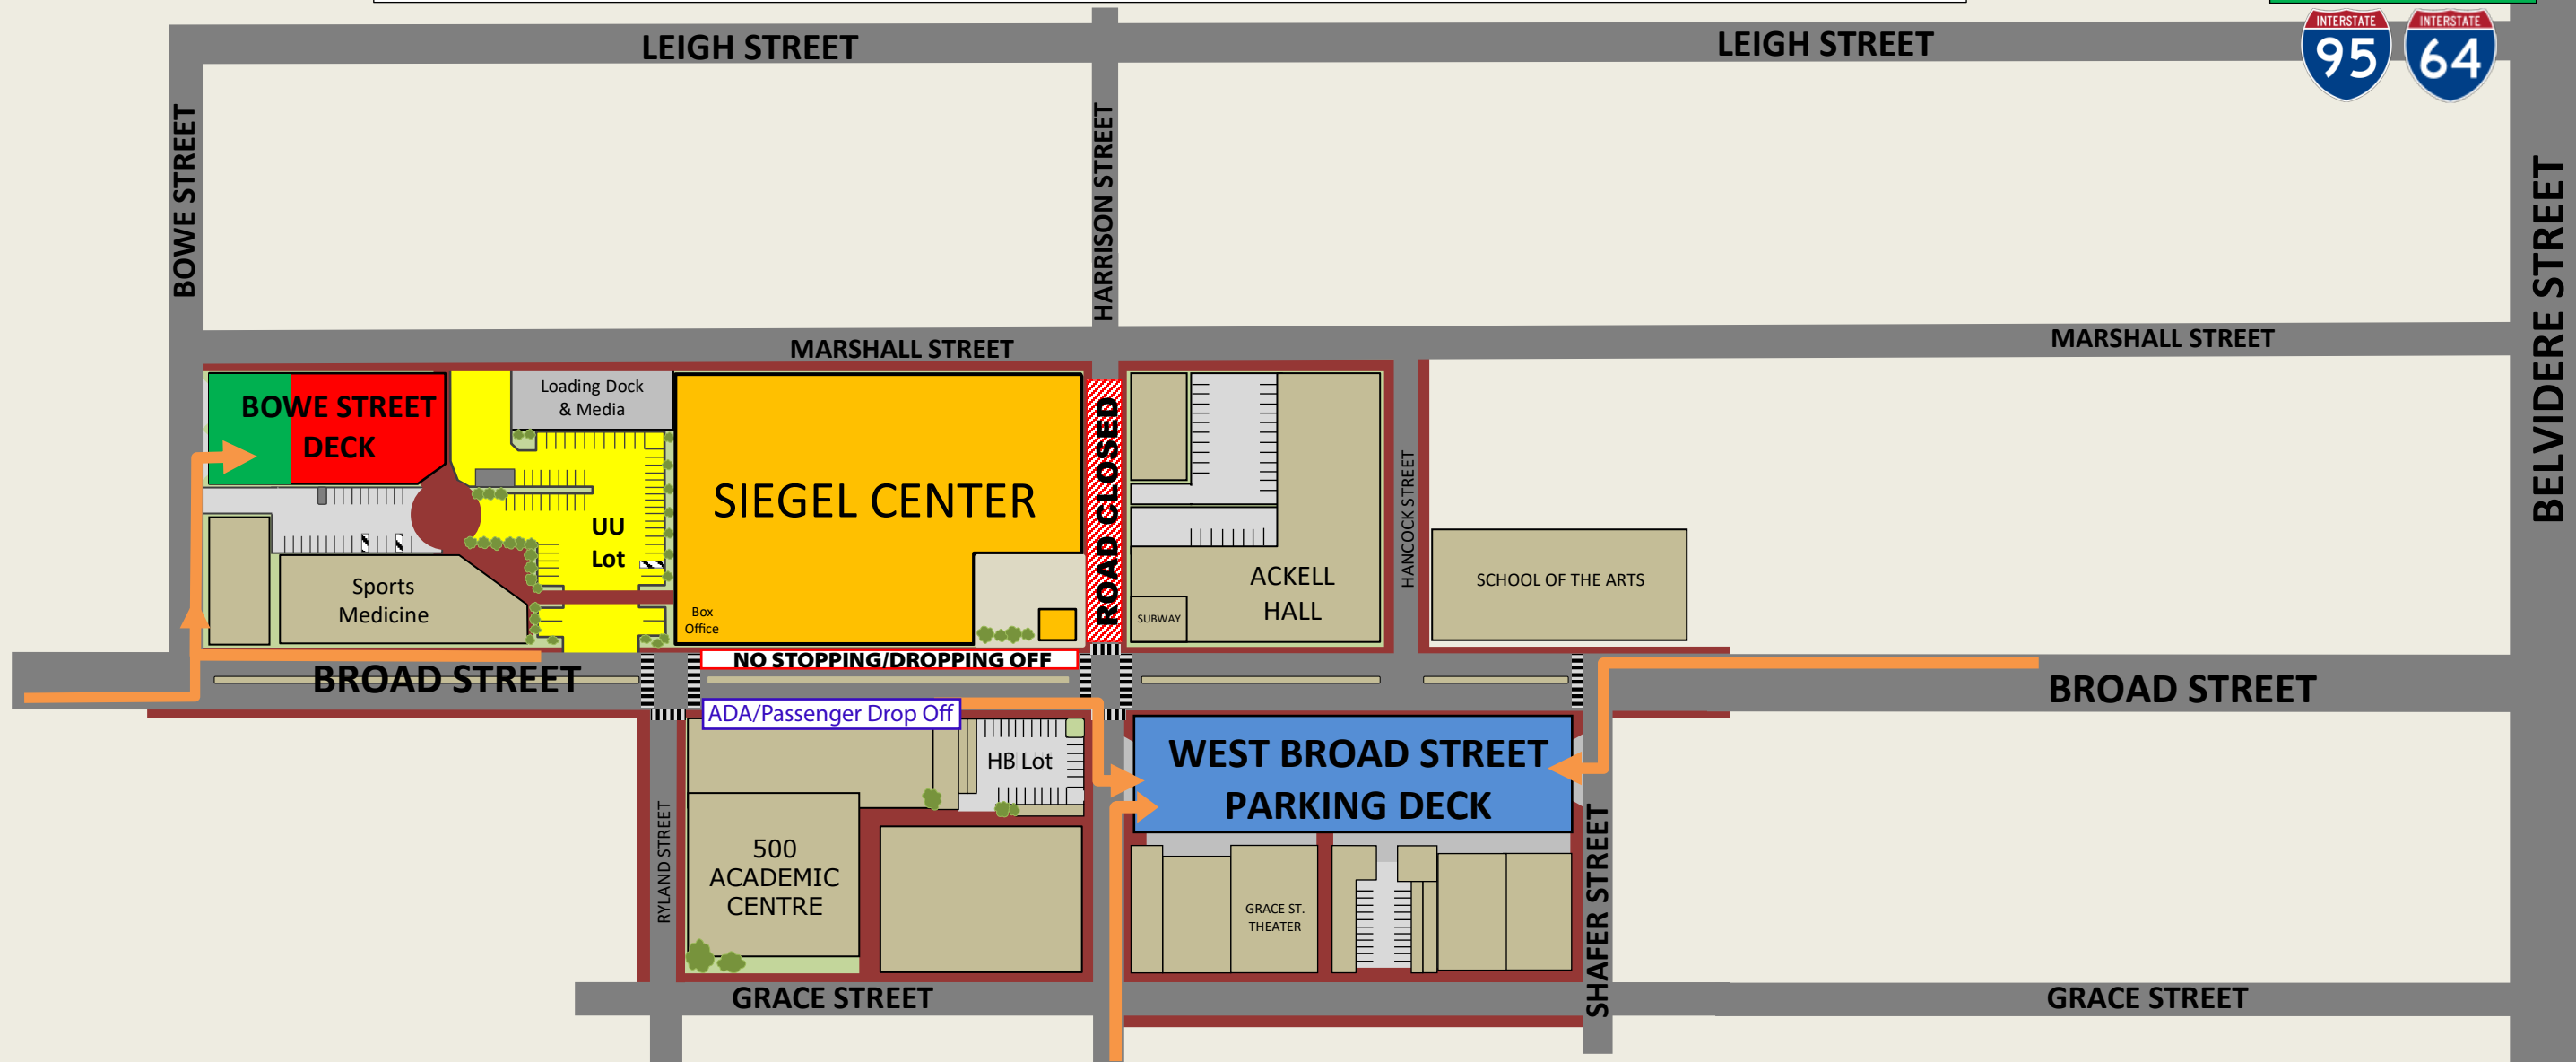 LEIGH STREET
LEIGH STREET
INTERSTATE
95
INTERSTATE
64
BOWE STREET
HARRISON STREET
BELVIDERE STREET
MARSHALL STREET
MARSHALL STREET
BOWE STREET
DECK
Loading Dock
& Media
SIEGEL CENTER
ROAD CLOSED
HANCOCK STREET
UU
Lot
Sports
Medicine
Box
Office
ACKELL
HALL
SUBWAY
SCHOOL OF THE ARTS
NO STOPPING/DROPPING OFF
BROAD STREET
BROAD STREET
ADA/Passenger Drop Off
HB Lot
WEST BROAD STREET
PARKING DECK
RYLAND STREET
500
ACADEMIC
CENTRE
GRACE ST.
THEATER
SHAFER STREET
GRACE STREET
GRACE STREET